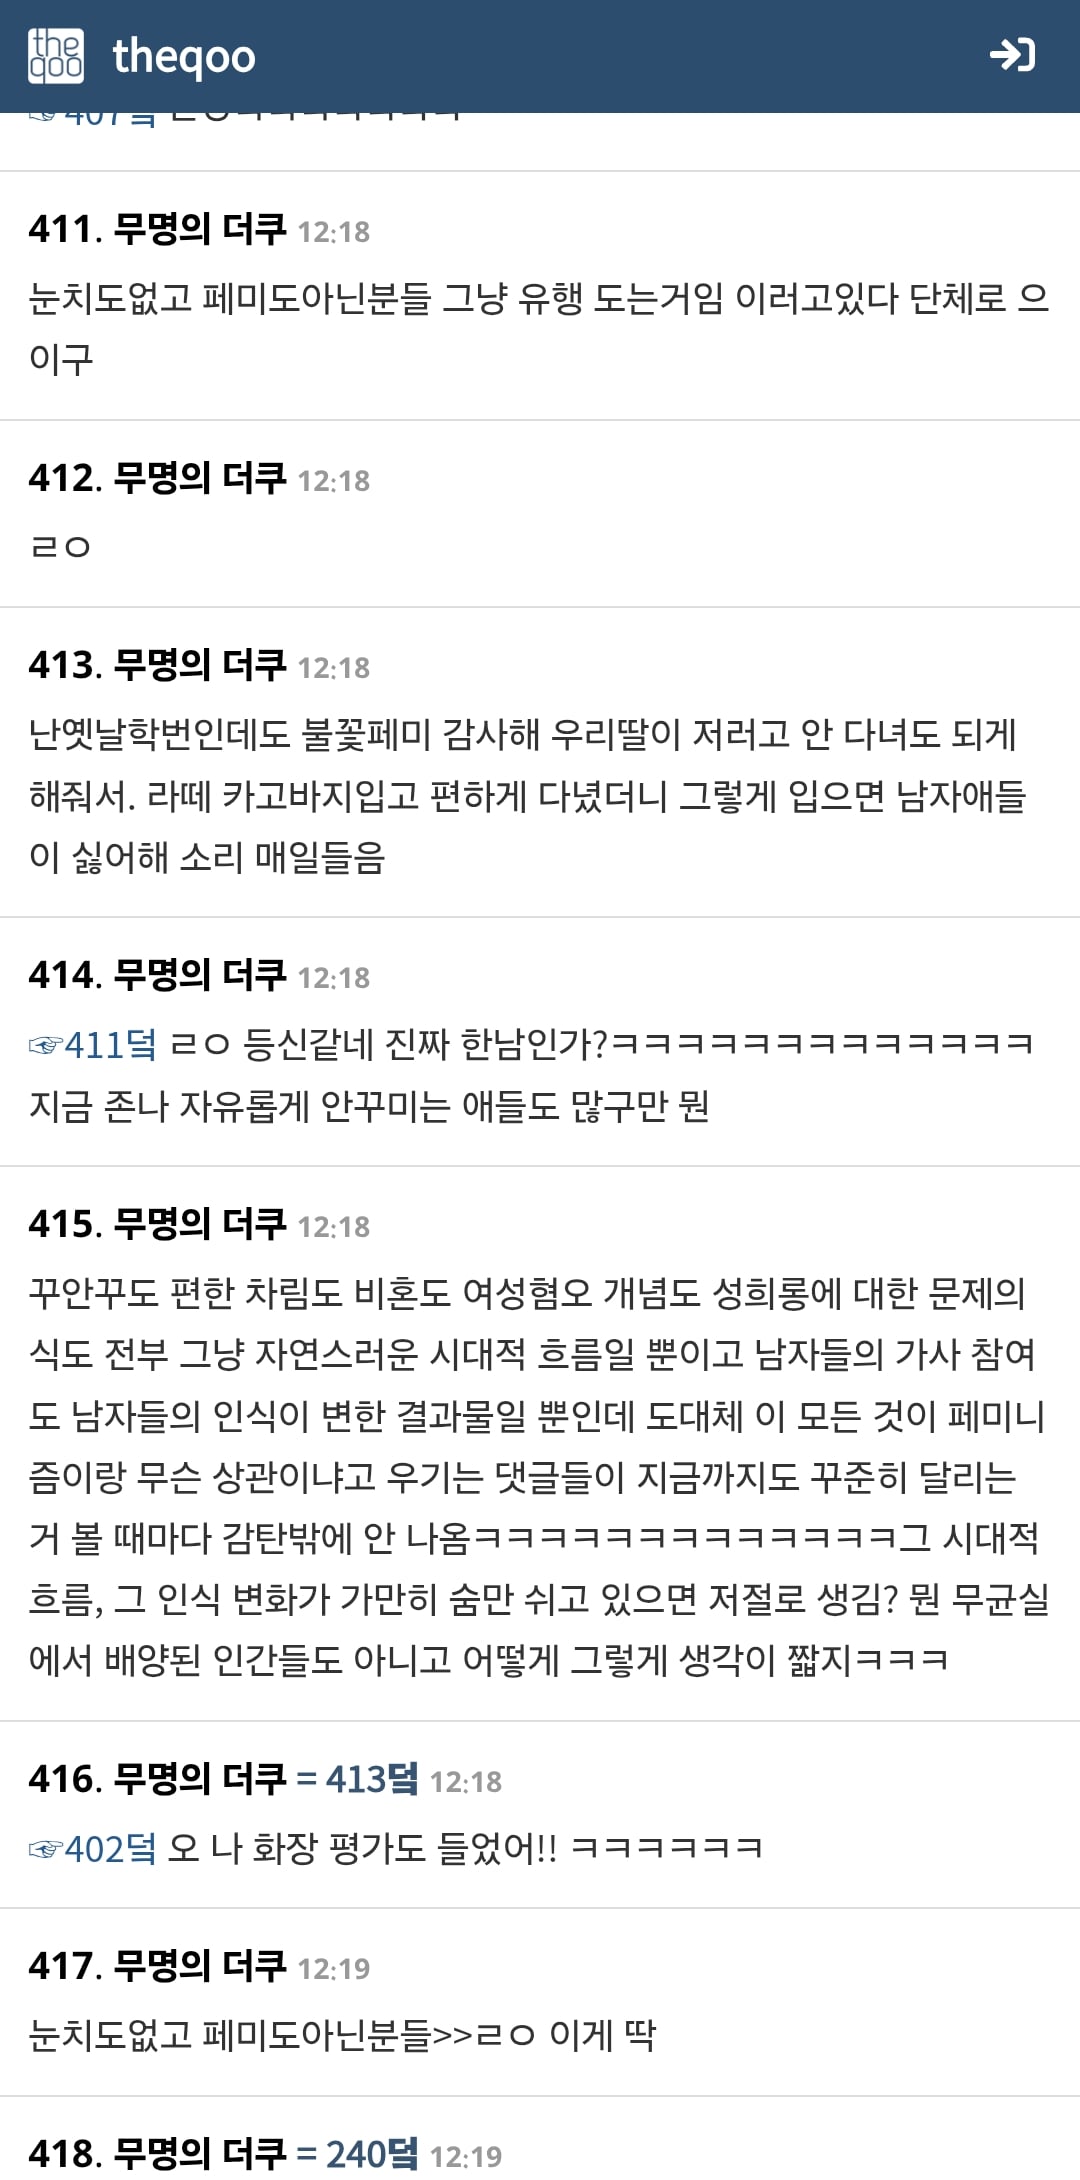 the
qoo
theqoo
☞407덬
411. 무명의 더쿠 12:18
눈치도없고 페미도아닌분들 그냥 유행 도는거임 이러고있다 단체로 으
이구
412. 무명의 더쿠 12:18
ㄹㅇ
413. 무명의 더쿠 12:18
난옛날학번인데도 불꽃페미 감사해 우리딸이 저러고 안 다녀도 되게
해줘서. 라떼 카고바지입고 편하게 다녔더니 그렇게 입으면 남자애들
이 싫어해 소리 매일들음
414. 무명의 더쿠 12:18
☞411덬 ㄹㅇ 등신같네 진짜 한남인가?ㅋㅋㅋㅋㅋㅋㅋㅋㅋㅋㅋㅋㅋ
지금 존나 자유롭게 안꾸미는 애들도 많구만 뭔
415. 무명의 더쿠 12:18
꾸안꾸도 편한 차림도 비혼도 여성혐오 개념도 성희롱에 대한 문제의
식도 전부 그냥 자연스러운 시대적 흐름일 뿐이고 남자들의 가사 참여
도 남자들의 인식이 변한 결과물일 뿐인데 도대체 이 모든 것이 페미니
즘이랑 무슨 상관이냐고 우기는 댓글들이 지금까지도 꾸준히 달리는
거 볼 때마다 감탄밖에 안 나옴ㅋㅋㅋㅋㅋㅋㅋㅋㅋㅋㅋㅋㅋ그 시대적
흐름, 그 인식 변화가 가만히 숨만 쉬고 있으면 저절로 생김? 뭔 무균실
에서 배양된 인간들도 아니고 어떻게 그렇게 생각이 짧지ㅋㅋㅋ
416. 무명의 더쿠 = 413덬 12:18
☞402덬 오 나 화장 평가도 들었어!! ㅋㅋㅋㅋㅋㅋ
417. 무명의 더쿠 12:19
눈치도없고 페미도아닌분들>>ㄹㅇ 이게 딱
418. 무명의 더쿠 = 240덬 12:19